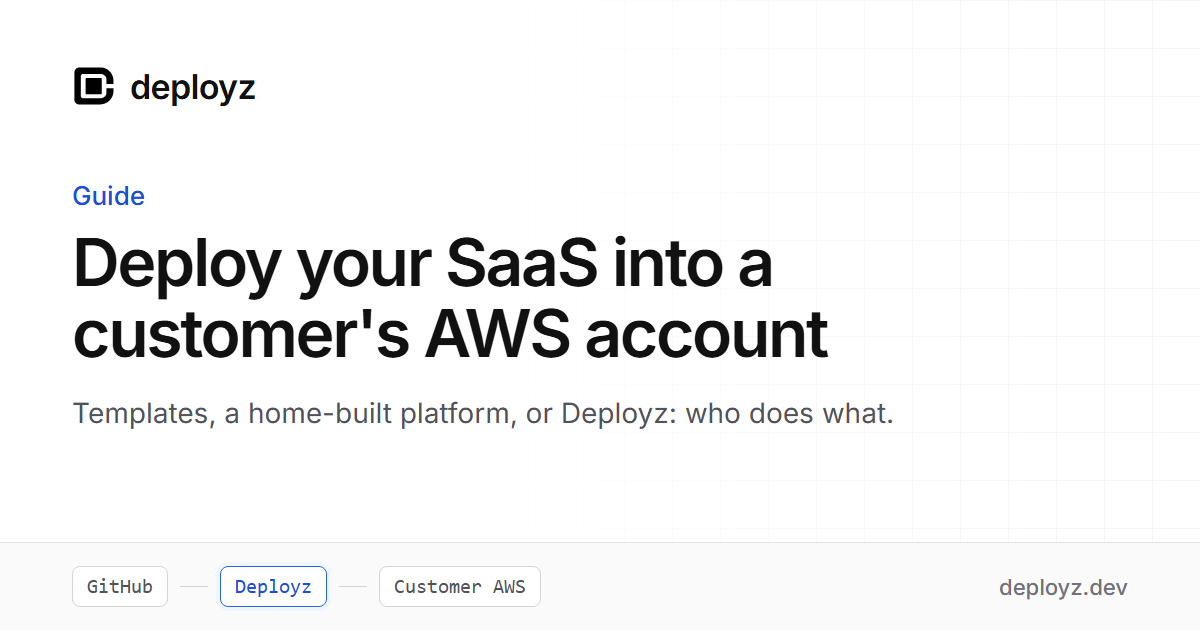 deployz
Guide
Deploy your SaaS into a
customer's AWS account
Templates, a home-built platform, or Deployz: who does what.
GitHub
Deployz
Customer AWS
deployz.dev